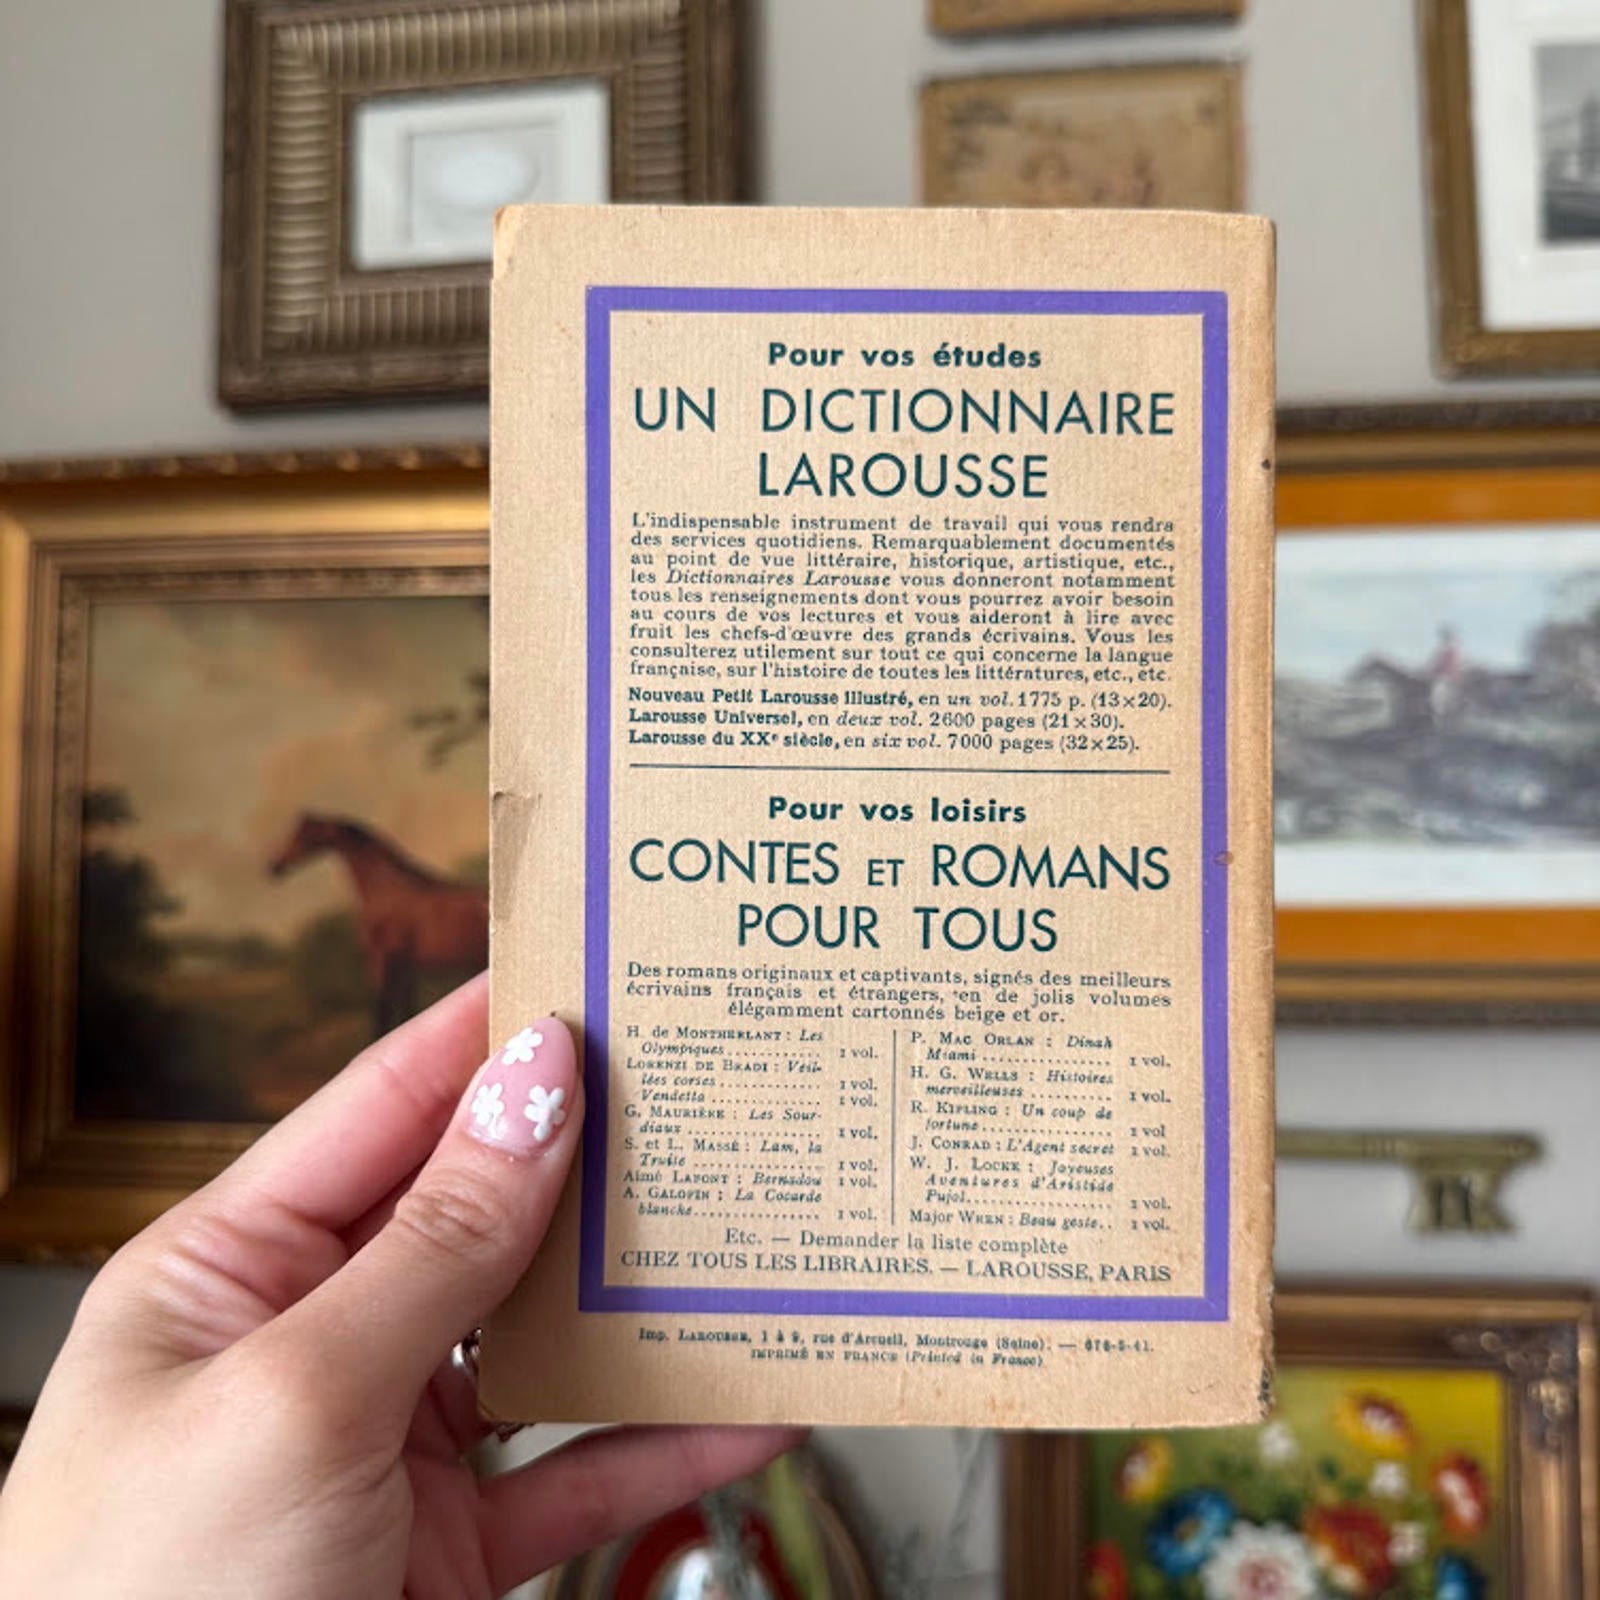 Pour vos études
UN DICTIONNAIRE
LAROUSSE
L'indispensable instrument de travail qui vous rendra
des services quotidiens. Remarquablement documentés
au point de vue littéraire, historique, artistique, etc.,
les Dictionnaires Larousse vous donneront notamment
tous les renseignements dont vous pourrez avoir besoin
au cours de vos lectures et vous aideront à lire avec
fruit les chefs-d'œuvre des grands écrivains. Vous les
consulterez utilement sur tout ce qui concerne la langue
française, sur l'histoire de toutes les littératures, etc., etc.
Nouveau Petit Larousse Illustré, en un vol. 1775 p. (13×20).
Larousse Universel, en deux vol. 2600 pages (21×30).
Larousse du XXe siècle, en six vol. 7000 pages (32×25).
Pour vos loisirs
CONTES ET ROMANS
POUR TOUS
Des romans originaux et captivants, signés des meilleurs
écrivains français et étrangers, en de jolis volumes
élégamment cartonnés beige et or.
H. de MONTHERLANT : Les
Olympiques............ 1 vol.
LORENZI DE BRADI : Veil-
lées corses ............. 1 vol.
Vendetta .............. 1 vol.
G. MAURIÈRE : Les Sour-
diaux ................. 1 vol.
S. et L. MASSÉ : Lam, la
Truite ................. 1 vol.
Aimé LAFONT : Bernadou 1 vol.
A. GALOPIN : La Cocarde
blanche................ 1 vol.
P. MAC ORLAN : Dinah
Miami ................. 1 vol.
H. G. WELLS : Histoires
merveilleuses .......... 1 vol.
R. KIPLING : Un coup de
fortune................ 1 vol
J. CONRAD : L'Agent secret 1 vol.
W. J. LOCKE : Joyeuses
Aventures d'Aristide
Pujol.................. 1 vol.
Major WREN : Beau geste.. 1 vol.
Etc. — Demander la liste complète
CHEZ TOUS LES LIBRAIRES. — LAROUSSE, PARIS
Imp. LAROUSSE, 1 à 9, rue d'Arcueil, Montrouge (Seine). — 676-5-41.
IMPRIMÉ EN FRANCE (Printed in France)